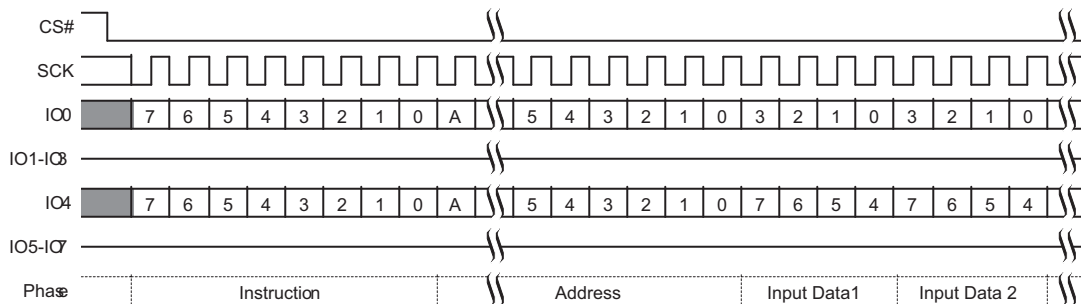 CS#
SCK
IO0 7 6 5 4 3 2 1 0 A 5 4 3 2 1 0 3 2 1 0 3 2 1 0
IO1-IO3
IO4 7 6 5 4 3 2 1 0 A 5 4 3 2 1 0 7 6 5 4 7 6 5 4
IO5-IO7
Phase Instruction Address Input Data1 Input Data 2